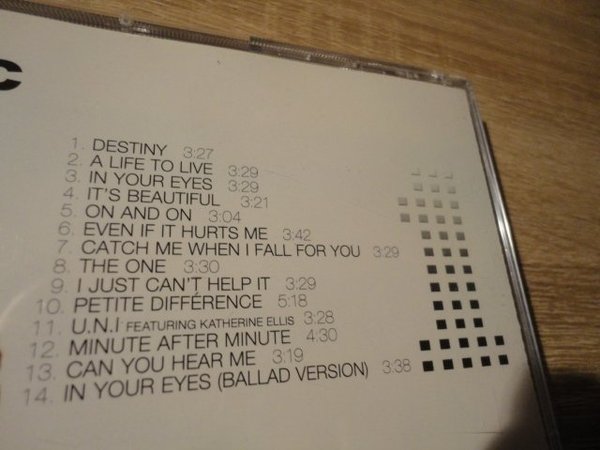 C
1. DESTINY 3:27
2. A LIFE TO LIVE 3:29
3. IN YOUR EYES 3:29
4. IT'S BEAUTIFUL 3:21
5. ON AND ON 3:04
6. EVEN IF IT HURTS ME 3:42
7. CATCH ME WHEN I FALL FOR YOU 3:29
8. THE ONE 3:30
9. I JUST CAN'T HELP IT 3:29
10. PETITE DIFFÉRENCE 5:18
11. U.N.I FEATURING KATHERINE ELLIS 3:28
12. MINUTE AFTER MINUTE 4:30
13. CAN YOU HEAR ME 3:19
14. IN YOUR EYES (BALLAD VERSION) 3:38